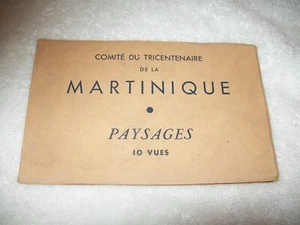 COMITÉ DU TRICENTENAIRE
DE LA
MARTINIQUE
•
PAYSAGES
10 VUES